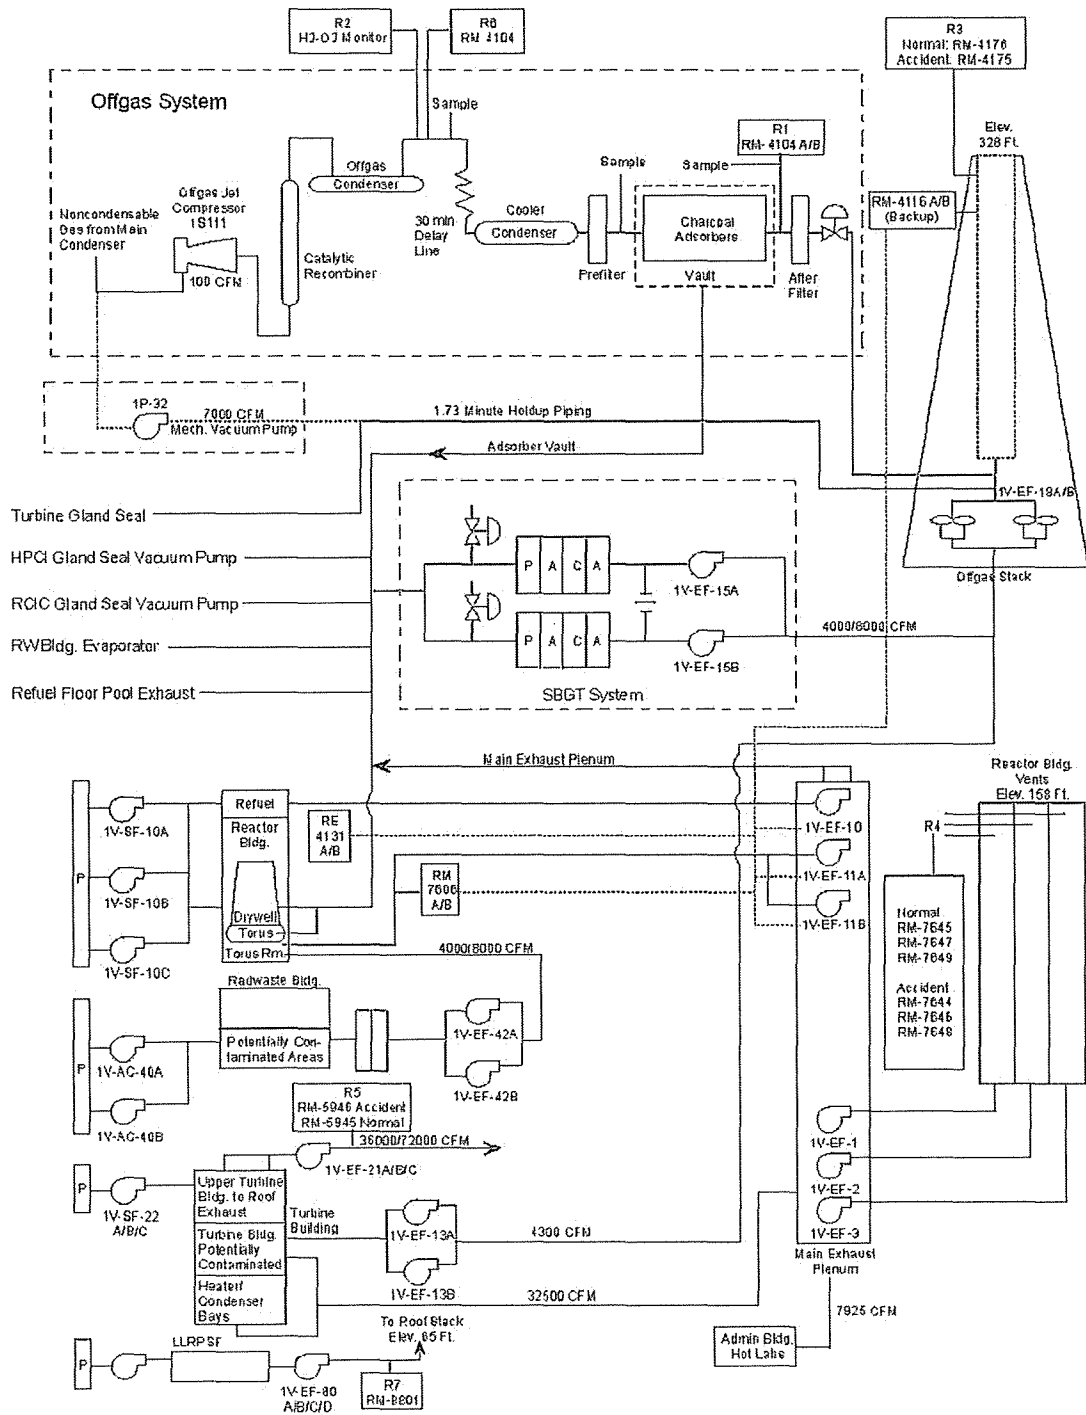 R2
H2-O2 Monitor
R6
RM-4104
R3
Normal: RM-4176
Accident: RM-4175
Offgas System
Sample
Elev.
328 Ft.
R1
RM-4104 A/B
Offgas
Condenser
Sample
Sample
RM-4116 A/B
(Backup)
Offgas Jet
Compressor
1S111
Noncondensable
Gas from Main
Condenser
100 CFM
Catalytic
Recombiner
30 min
Delay
Line
Cooler
Condenser
Prefilter
Charcoal
Adsorbers
Vault
After
Filter
1P-32
7000 CFM
Mech. Vacuum Pump
1.73 Minute Holdup Piping
Adsorber Vault
1V-EF-18A/B
Offgas Stack
Turbine Gland Seal
HPCI Gland Seal Vacuum Pump
RCIC Gland Seal Vacuum Pump
RWBldg. Evaporator
Refuel Floor Pool Exhaust
P A C A
1V-EF-15A
P A C A
1V-EF-15B
4000/8000 CFM
SBGT System
Main Exhaust Plenum
Reactor Bldg.
Vents
Elev. 158 Ft.
P
1V-SF-10A
1V-SF-10B
1V-SF-10C
Refuel
Reactor
Bldg.
Drywell
Torus
Torus Rm
RE
4131
A/B
RM
7606
A/B
1V-EF-10
1V-EF-11A
1V-EF-11B
R4
Normal
RM-7645
RM-7647
RM-7649
Accident
RM-7644
RM-7646
RM-7648
4000/8000 CFM
Radwaste Bldg.
Potentially Con-
taminated Areas
P
1V-AC-40A
1V-AC-40B
1V-EF-42A
1V-EF-42B
R5
RM-5946 Accident
RM-5945 Normal
36000/72000 CFM
1V-EF-21A/B/C
1V-EF-1
1V-EF-2
1V-EF-3
Main Exhaust
Plenum
P
1V-SF-22
A/B/C
Upper Turbine
Bldg. to Roof
Exhaust
Turbine Bldg.
Potentially
Contaminated
Heater/
Condenser
Bays
Turbine
Building
1V-EF-13A
1V-EF-13B
4300 CFM
32500 CFM
7925 CFM
Admin Bldg.
Hot Labs
To Roof Stack
Elev. 65 Ft.
P
LLRPSF
1V-EF-80
A/B/C/D
R7
RM-8801